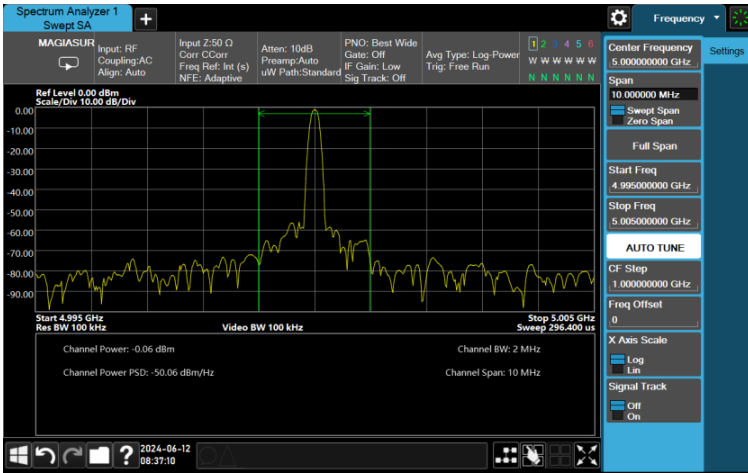 Spectrum Analyzer 1
Swept SA
+
Frequency
MAGIASUR
Input: RF
Coupling:AC
Align: Auto
Input Z:50 Ω
Corr CCorr
Freq Ref: Int (s)
NFE: Adaptive
Atten: 10dB
Preamp:Auto
uW Path:Standard
PNO: Best Wide
Gate: Off
IF Gain: Low
Sig Track: Off
Avg Type: Log-Power
Trig: Free Run
1 2 3 4 5 6
W W W W W W
N N N N N N
Ref Level 0.00 dBm
Scale/Div 10.00 dB/Div
0.00
-10.00
-20.00
-30.00
-40.00
-50.00
-60.00
-70.00
-80.00
-90.00
Start 4.995 GHz
Res BW 100 kHz
Video BW 100 kHz
Stop 5.005 GHz
Sweep 296.400 us
Channel Power: -0.06 dBm
Channel BW: 2 MHz
Channel Power PSD: -50.06 dBm/Hz
Channel Span: 10 MHz
2024-06-12
08:37:10
Center Frequency
5.000000000 GHz
Settings
Span
10.000000 MHz
Swept Span
Zero Span
Full Span
Start Freq
4.995000000 GHz
Stop Freq
5.005000000 GHz
AUTO TUNE
CF Step
1.000000000 GHz
Freq Offset
0
X Axis Scale
Log
Lin
Signal Track
Off
On